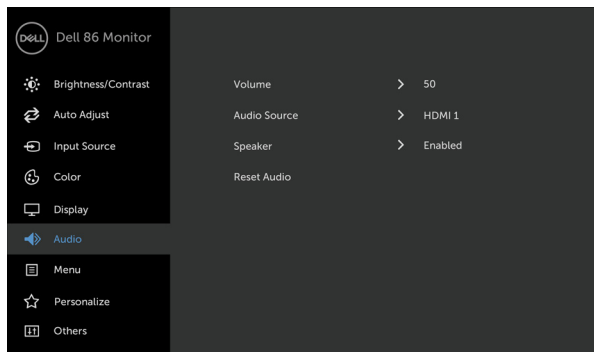 DELL Dell 86 Monitor
Brightness/Contrast
Auto Adjust
Input Source
Color
Display
Audio
Menu
Personalize
Others
Volume 50
Audio Source HDMI 1
Speaker Enabled
Reset Audio